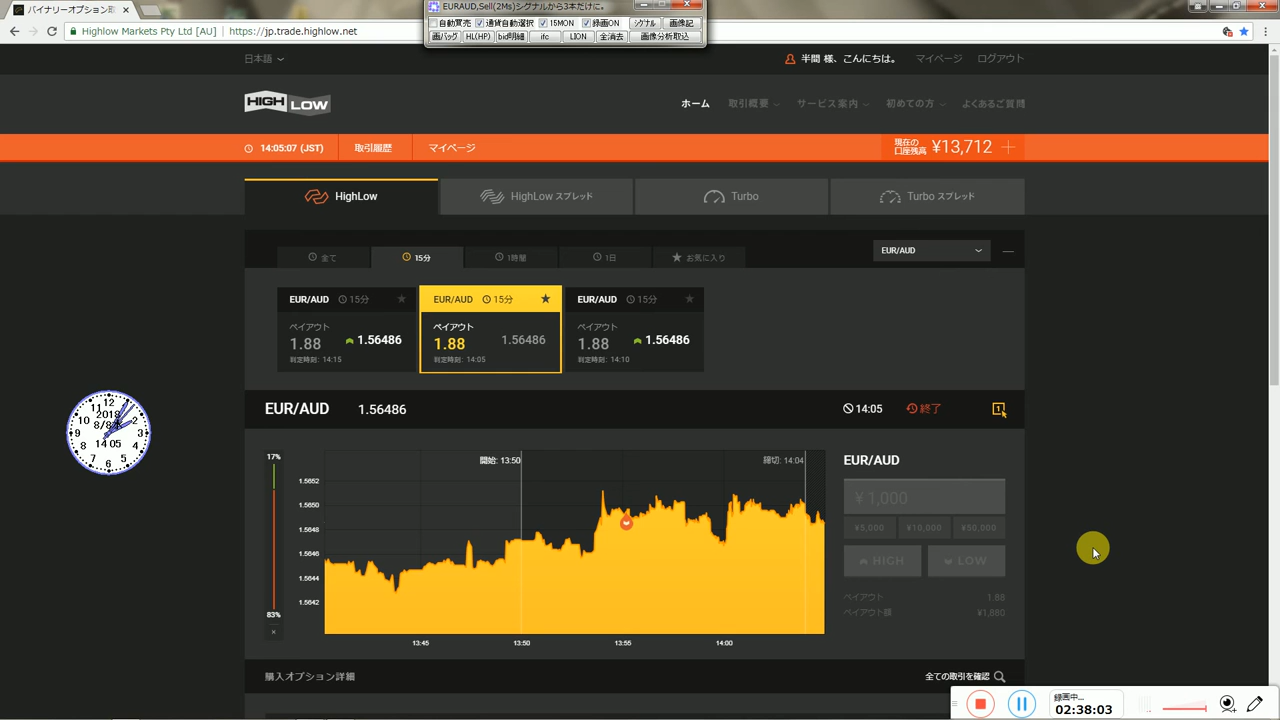 バイナリーオプション取
EURAUD,Sell(2Ms)シグナルから3本だけに。
自動買売 通貨自動選択 15MON 録画ON シグナル 画像記
画バッグ HL(HP) bid明細 ifc LION 全消去 画像分析取込
Highlow Markets Pty Ltd [AU] https://jp.trade.highlow.net
日本語
半間 様、こんにちは。 マイページ ログアウト
HIGH LOW
ホーム 取引概要 サービス案内 初めての方 よくあるご質問
14:05:07 (JST) 取引履歴 マイページ
現在の口座残高 ¥13,712
HighLow HighLow スプレッド Turbo Turbo スプレッド
全て 15分 1時間 1日 お気に入り EUR/AUD
EUR/AUD 15分 EUR/AUD 15分 EUR/AUD 15分
ペイアウト ペイアウト ペイアウト
1.88 1.56486 1.88 1.56486 1.88 1.56486
判定時刻: 14:15 判定時刻: 14:05 判定時刻: 14:10
EUR/AUD 1.56486 14:05 終了 1
17% 開始: 13:50 締切: 14:04 EUR/AUD
1.5652
1.5650
1.5648
1.5646
1.5644
1.5642
83%
13:45 13:50 13:55 14:00
¥ 1,000
¥5,000 ¥10,000 ¥50,000
HIGH LOW
ペイアウト 1.88
ペイアウト額 ¥1,880
12 1 2 3 4 5 6 7 8 9 10 11
2018
14 05
購入オプション詳細 全ての取引を確認
録画中...
02:38:03